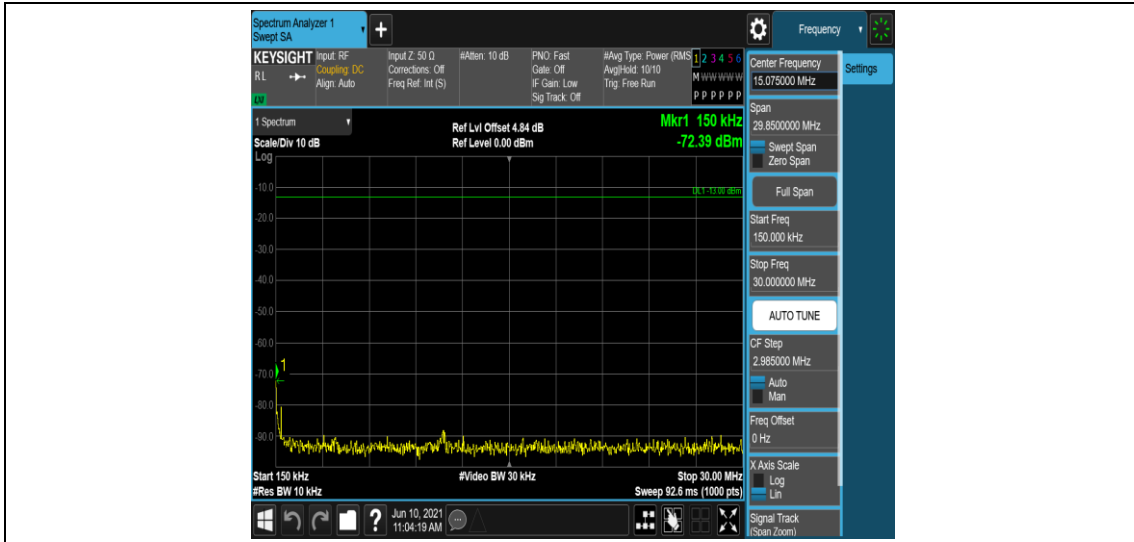 Spectrum Analyzer 1
Swept SA
+
Frequency
KEYSIGHT
RL
Input: RF
Coupling: DC
Align: Auto
Input Z: 50 Ω
Corrections: Off
Freq Ref: Int (S)
#Atten: 10 dB
PNO: Fast
Gate: Off
IF Gain: Low
Sig Track: Off
#Avg Type: Power (RMS
Avg|Hold: 10/10
Trig: Free Run
1 2 3 4 5 6
M W W W W W
P P P P P P
1 Spectrum
Scale/Div 10 dB
Log
Ref Lvl Offset 4.84 dB
Ref Level 0.00 dBm
Mkr1 150 kHz
-72.39 dBm
DL1 -13.00 dBm
-10.0
-20.0
-30.0
-40.0
-50.0
-60.0
-70.0
-80.0
-90.0
1
Start 150 kHz
#Res BW 10 kHz
#Video BW 30 kHz
Stop 30.00 MHz
Sweep 92.6 ms (1000 pts)
?
Jun 10, 2021
11:04:19 AM
Center Frequency
15.075000 MHz
Settings
Span
29.8500000 MHz
Swept Span
Zero Span
Full Span
Start Freq
150.000 kHz
Stop Freq
30.000000 MHz
AUTO TUNE
CF Step
2.985000 MHz
Auto
Man
Freq Offset
0 Hz
X Axis Scale
Log
Lin
Signal Track
(Span Zoom)